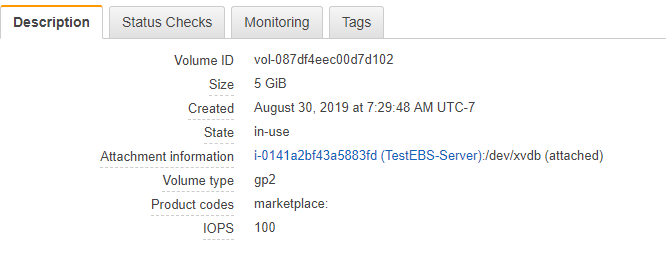 Description Status Checks Monitoring Tags
Volume ID vol-087df4eec00d7d102
Size 5 GiB
Created August 30, 2019 at 7:29:48 AM UTC-7
State in-use
Attachment information i-0141a2bf43a5883fd (TestEBS-Server):/dev/xvdb (attached)
Volume type gp2
Product codes marketplace:
IOPS 100